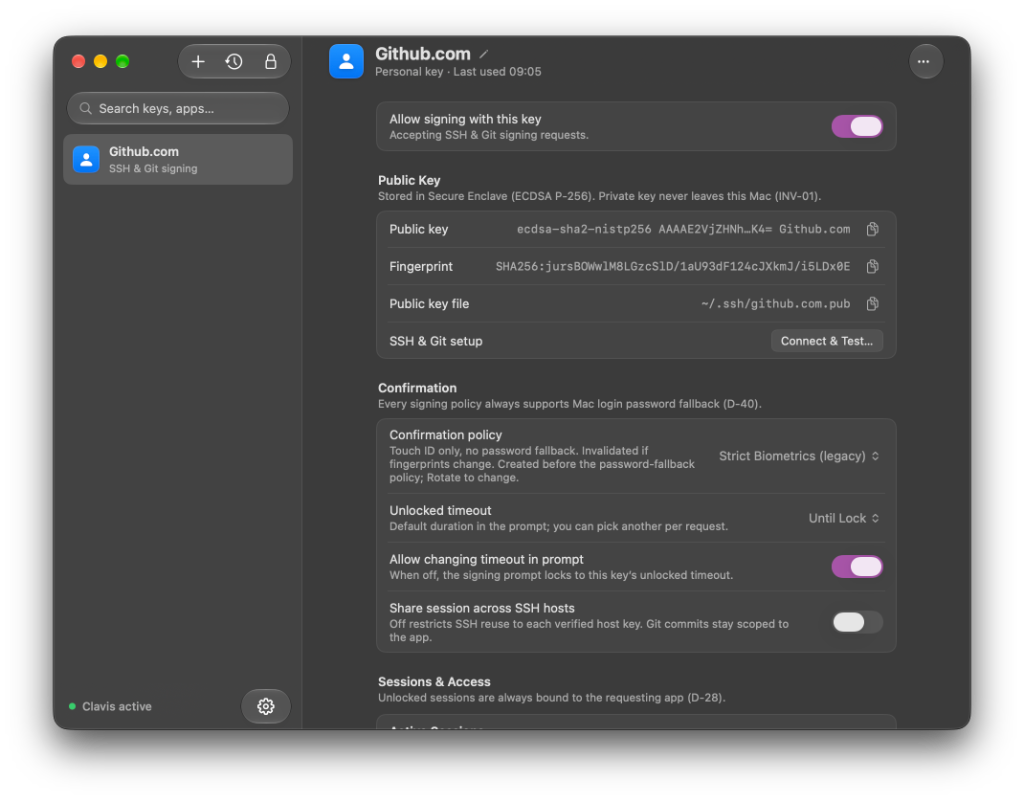 Search keys, apps...
Github.com
SSH & Git signing
Clavis active
Github.com
Personal key · Last used 09:05
Allow signing with this key
Accepting SSH & Git signing requests.
Public Key
Stored in Secure Enclave (ECDSA P-256). Private key never leaves this Mac (INV-01).
Public key ecdsa-sha2-nistp256 AAAAE2VjZHNh…K4= Github.com
Fingerprint SHA256:jursBOWwlM8LGzcSlD/1aU93dF124cJXkmJ/i5LDx0E
Public key file ~/.ssh/github.com.pub
SSH & Git setup Connect & Test...
Confirmation
Every signing policy always supports Mac login password fallback (D-40).
Confirmation policy
Touch ID only, no password fallback. Invalidated if
fingerprints change. Created before the password-fallback
policy; Rotate to change.
Strict Biometrics (legacy)
Unlocked timeout
Default duration in the prompt; you can pick another per request.
Until Lock
Allow changing timeout in prompt
When off, the signing prompt locks to this key's unlocked timeout.
Share session across SSH hosts
Off restricts SSH reuse to each verified host key. Git commits stay scoped to
the app.
Sessions & Access
Unlocked sessions are always bound to the requesting app (D-28).